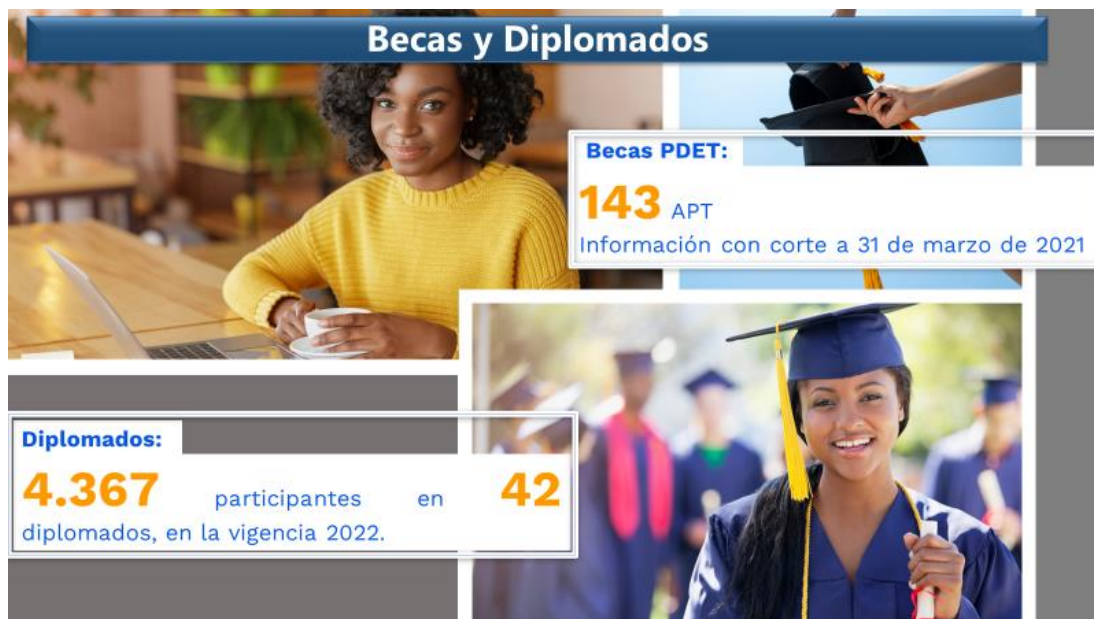 Becas y Diplomados
Becas PDET:
143 APT
Información con corte a 31 de marzo de 2021
Diplomados:
4.367 participantes en 42
diplomados, en la vigencia 2022.